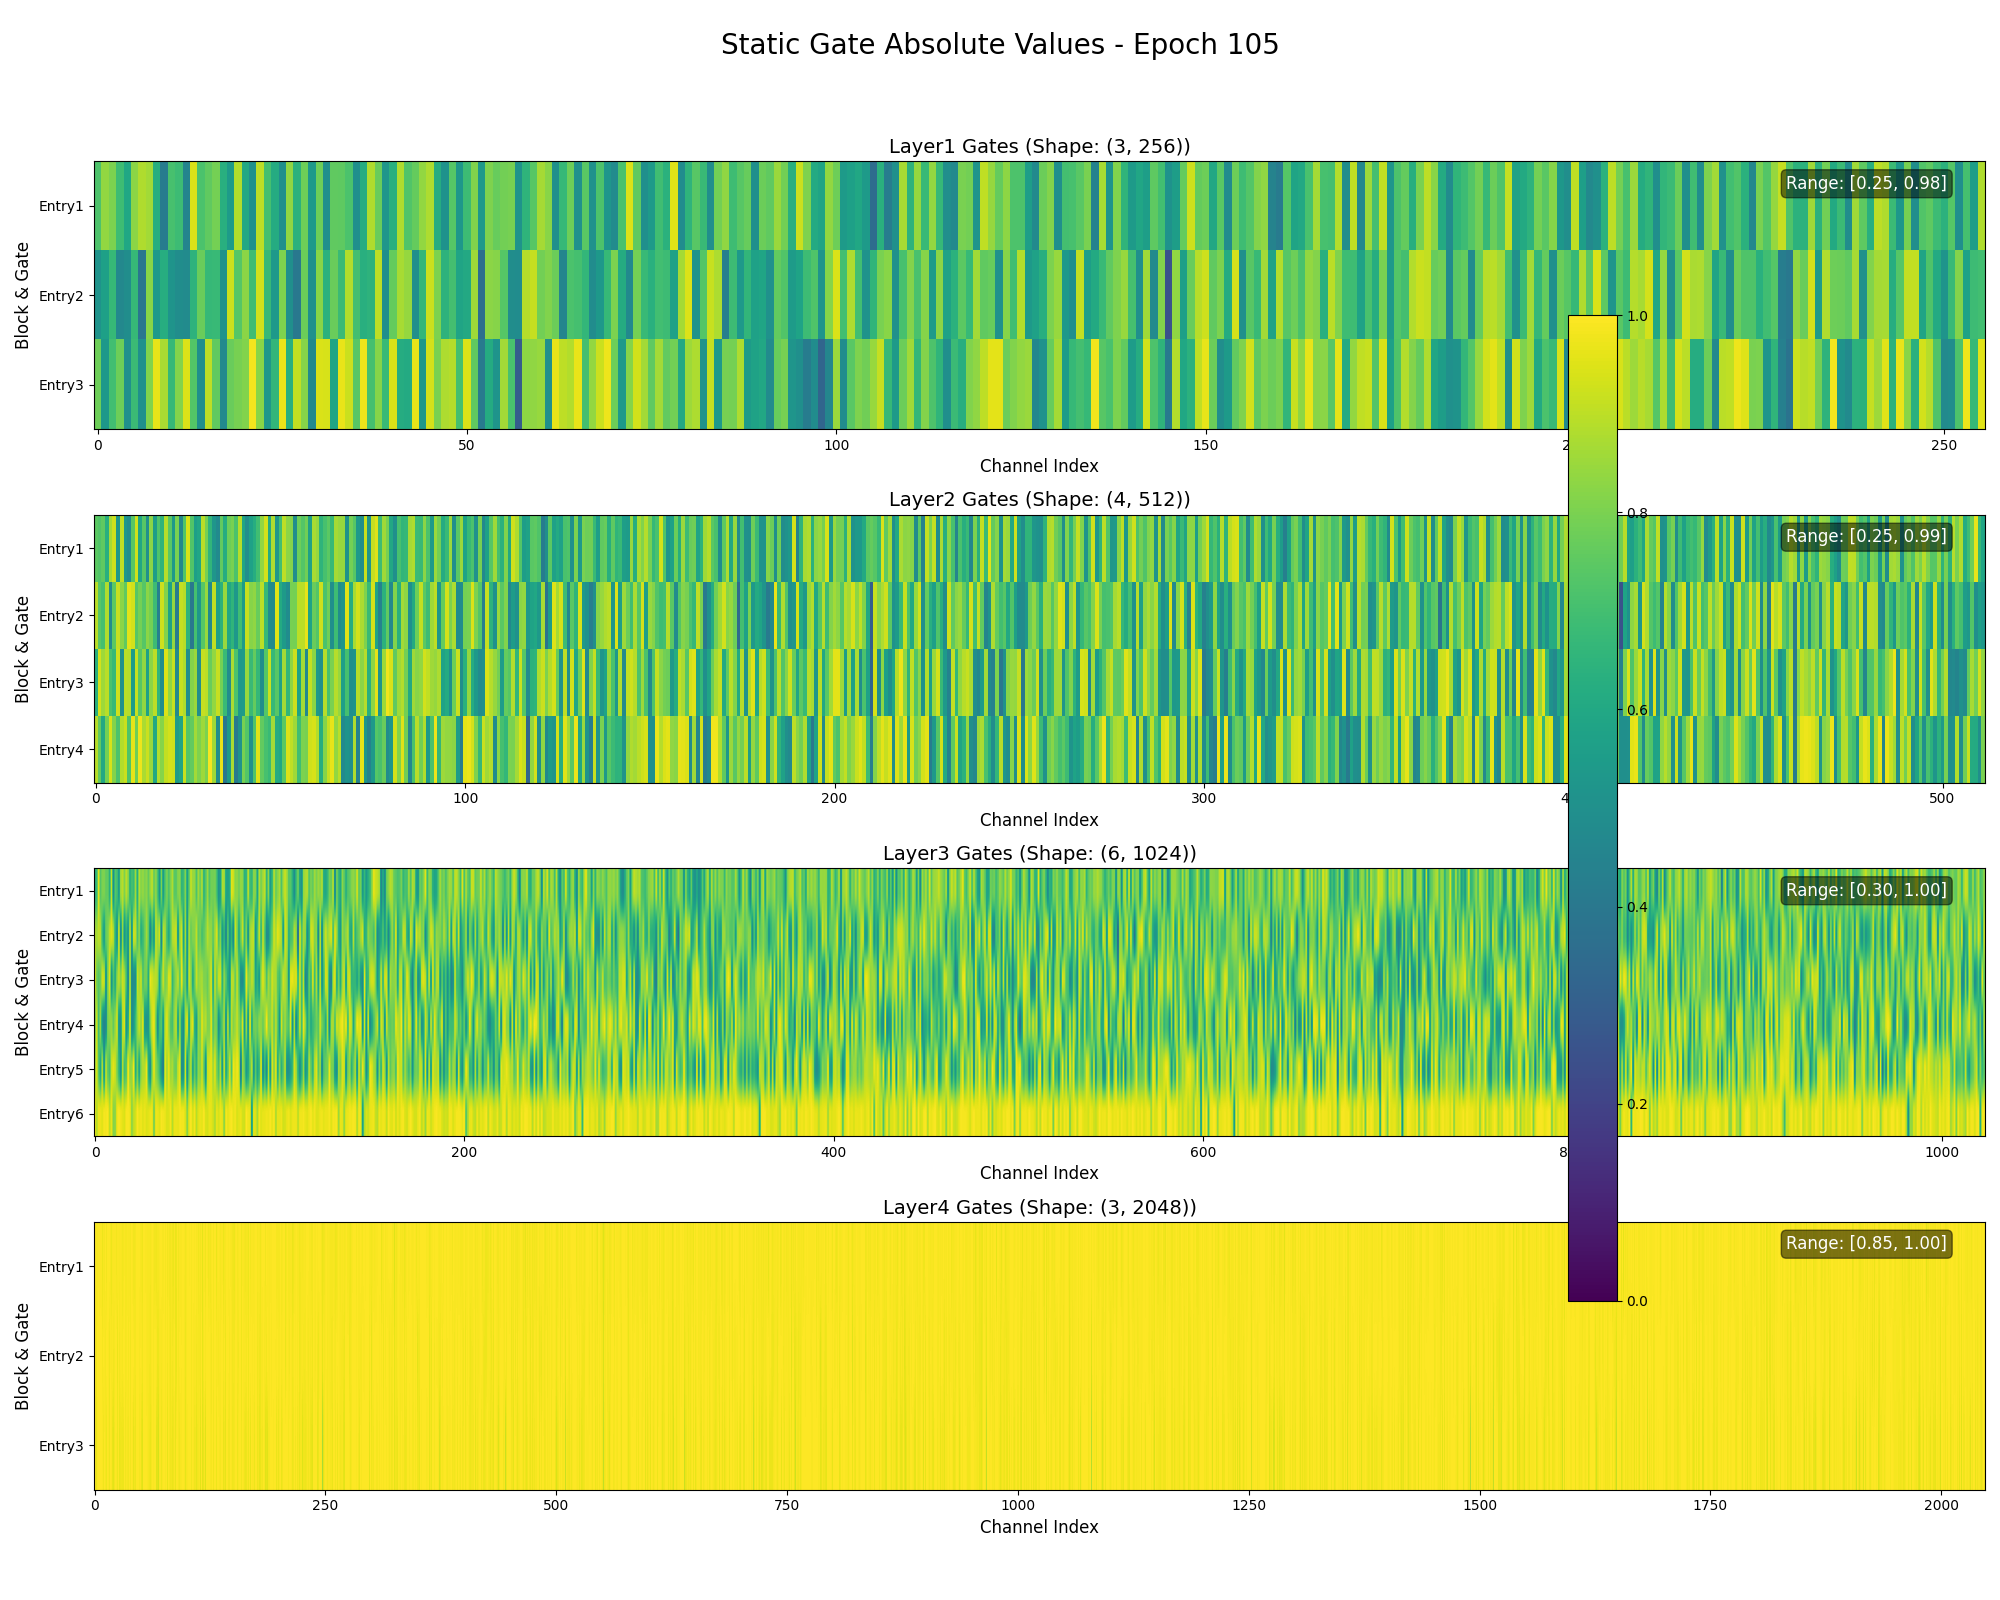 Static Gate Absolute Values - Epoch 105
Layer1 Gates (Shape: (3, 256))
Range: [0.25, 0.98]
Block & Gate
Entry1
Entry2
Entry3
0 50 100 150 250
Channel Index
Layer2 Gates (Shape: (4, 512))
Range: [0.25, 0.99]
Block & Gate
Entry1
Entry2
Entry3
Entry4
0 100 200 300 500
Channel Index
Layer3 Gates (Shape: (6, 1024))
Range: [0.30, 1.00]
Block & Gate
Entry1
Entry2
Entry3
Entry4
Entry5
Entry6
0 200 400 600 1000
Channel Index
Layer4 Gates (Shape: (3, 2048))
Range: [0.85, 1.00]
Block & Gate
Entry1
Entry2
Entry3
0 250 500 750 1000 1250 1500 1750 2000
Channel Index
1.0
0.8
0.6
0.4
0.2
0.0